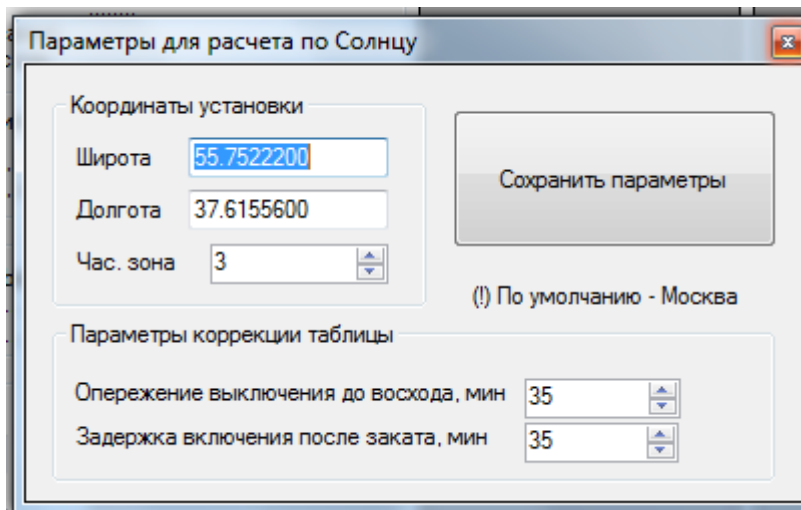 Параметры для расчета по Солнцу
Координаты установки
Широта 55.7522200
Долгота 37.6155600
Час. зона 3
Сохранить параметры
(!) По умолчанию - Москва
Параметры коррекции таблицы
Опережение выключения до восхода, мин 35
Задержка включения после заката, мин 35